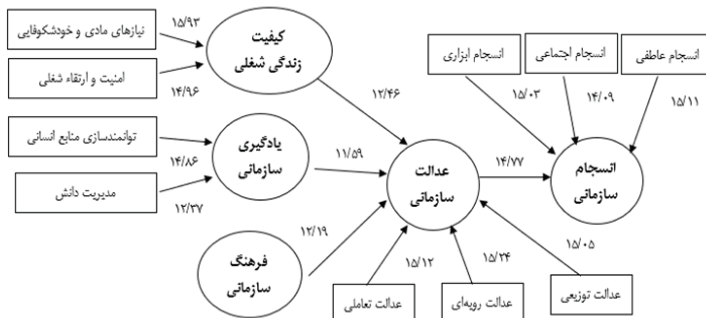 نیازهای مادی و خودشکوفایی
۱۵/۹۳
امنیت و ارتقاء شغلی
۱۴/۹۶
کیفیت
زندگی شغلی
۱۲/۴۶
توانمندسازی منابع انسانی
۱۴/۸۶
مدیریت دانش
۱۲/۳۷
یادگیری
سازمانی
۱۱/۵۹
فرهنگ
سازمانی
۱۲/۱۹
عدالت
سازمانی
۱۴/۷۷
عدالت تعاملی
۱۵/۱۲
عدالت رویه‌ای
۱۵/۲۴
عدالت توزیعی
۱۵/۰۵
انسجام ابزاری
۱۵/۰۳
انسجام اجتماعی
۱۴/۰۹
انسجام عاطفی
۱۵/۱۱
انسجام
سازمانی